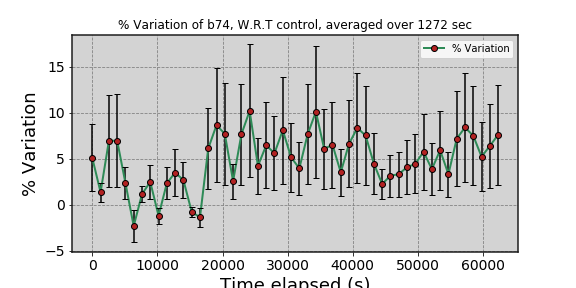 % Variation of b74, W.R.T control, averaged over 1272 sec
% Variation
% Variation
15
10
5
0
−5
0 10000 20000 30000 40000 50000 60000
Time elapsed (s)